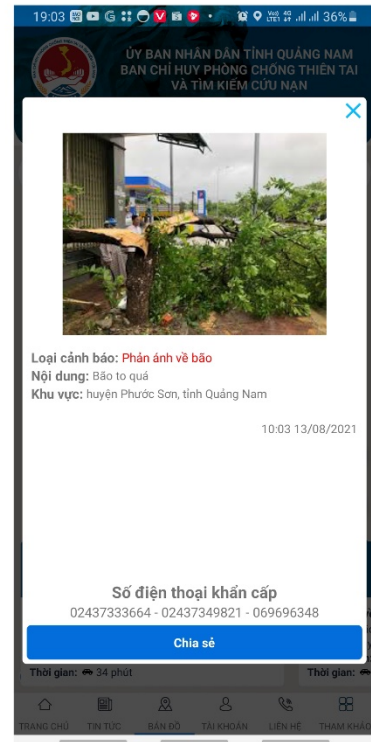 19:03 36%
ỦY BAN NHÂN DÂN TỈNH QUẢNG NAM
BAN CHỈ HUY PHÒNG CHỐNG THIÊN TAI
VÀ TÌM KIẾM CỨU NẠN
Loại cảnh báo: Phản ánh về bão
Nội dung: Bão to quá
Khu vực: huyện Phước Sơn, tỉnh Quảng Nam
10:03 13/08/2021
Số điện thoại khẩn cấp
02437333664 - 02437349821 - 069696348
Chia sẻ
Thời gian: 34 phút Thời gian:
TRANG CHỦ TIN TỨC BẢN ĐỒ TÀI KHOẢN LIÊN HỆ THAM KHẢO